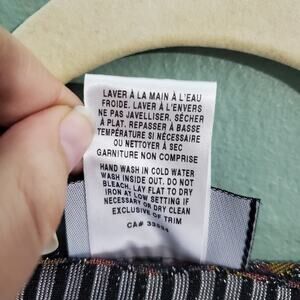 LAVER À LA MAIN À L'EAU
FROIDE. LAVER À L'ENVERS
NE PAS JAVELLISER, SÉCHER
À PLAT. REPASSER À BASSE
TEMPÉRATURE SI NÉCESSAIRE
OU NETTOYER À SEC
GARNITURE NON COMPRISE
HAND WASH IN COLD WATER
WASH INSIDE OUT. DO NOT
BLEACH, LAY FLAT TO DRY
IRON AT LOW SETTING IF
NECESSARY OR DRY CLEAN
EXCLUSIVE OF TRIM
CA#